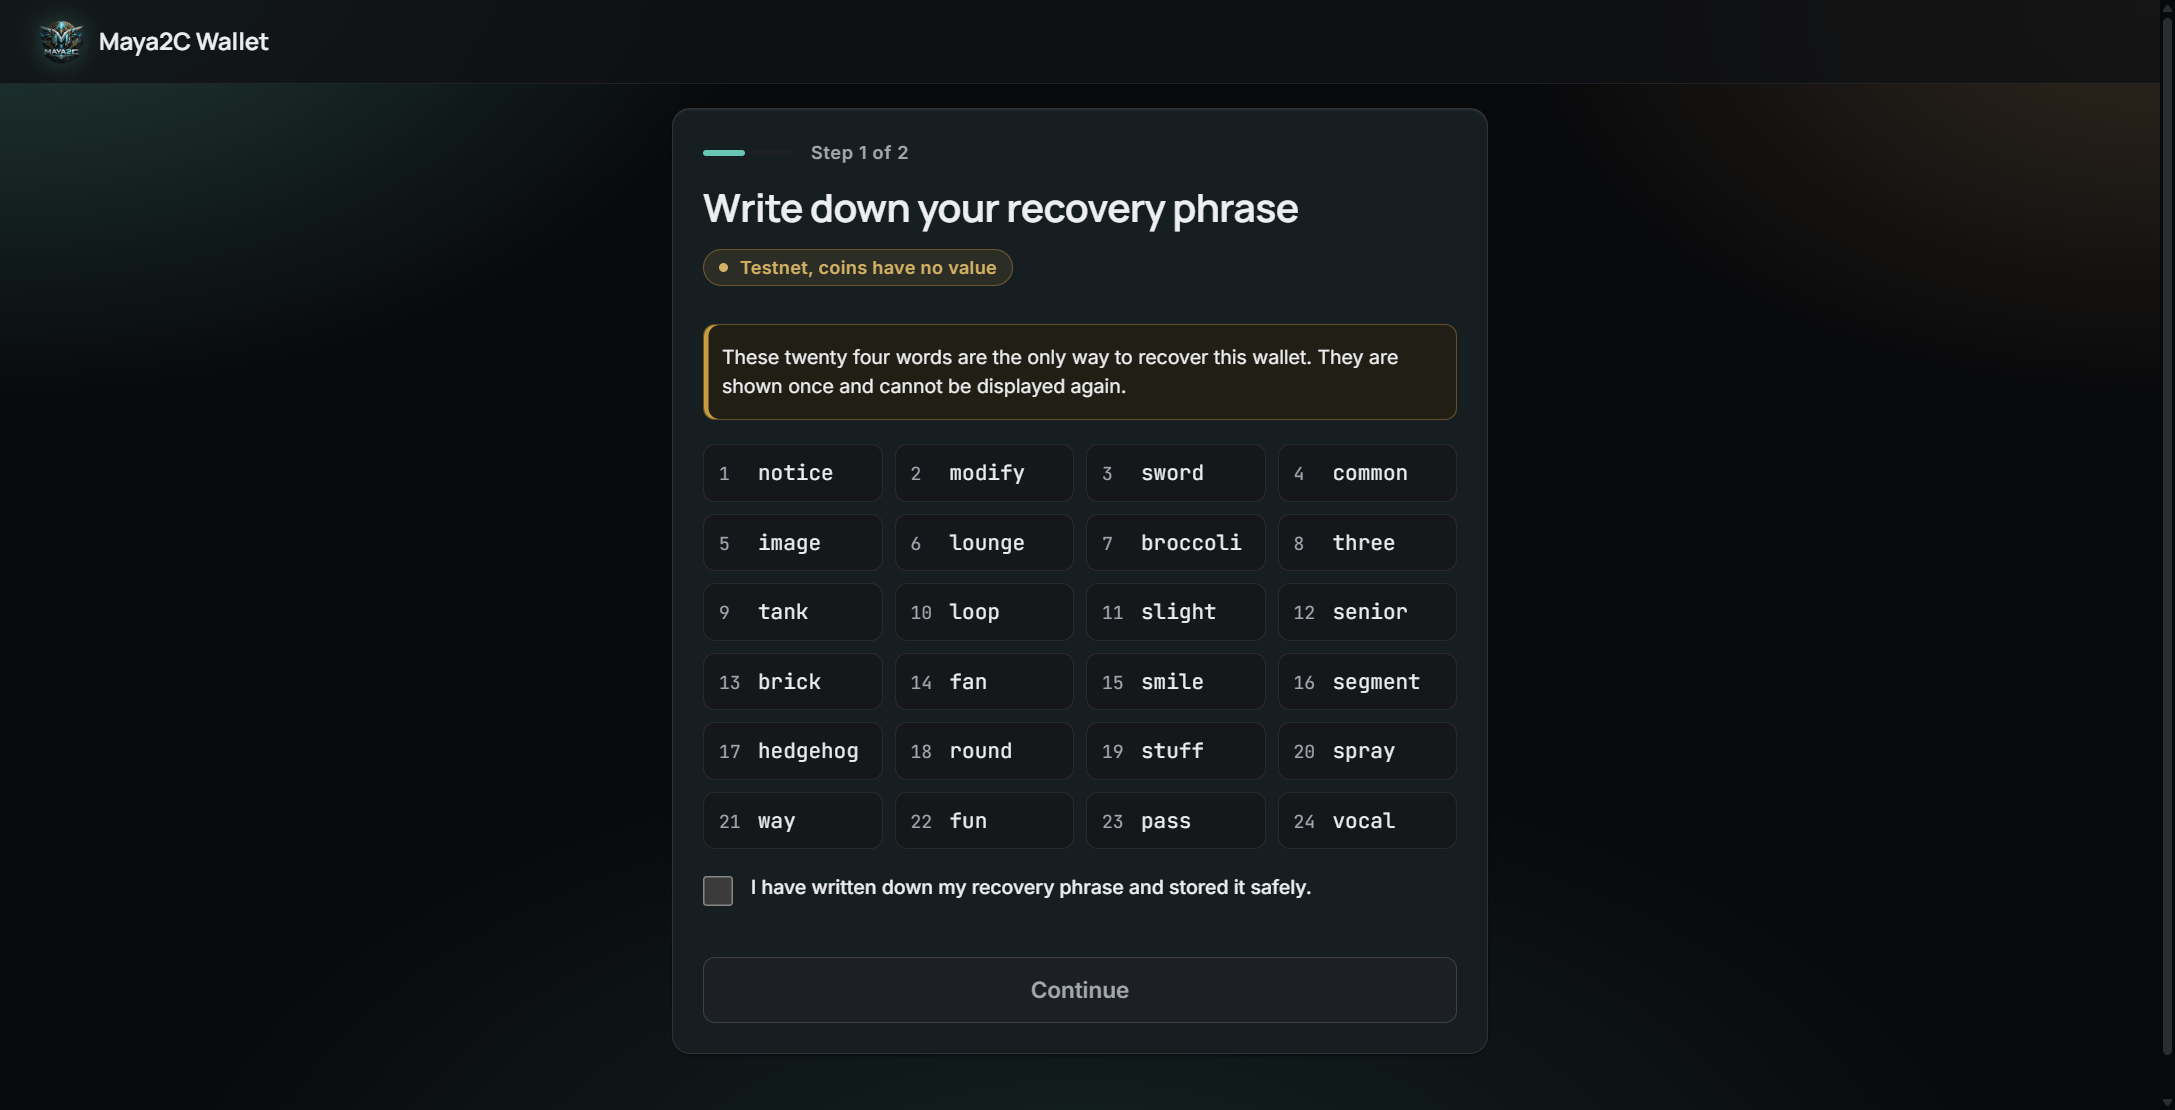 MAYA2C
Maya2C Wallet
Step 1 of 2
Write down your recovery phrase
Testnet, coins have no value
These twenty four words are the only way to recover this wallet. They are
shown once and cannot be displayed again.
1 notice 2 modify 3 sword 4 common
5 image 6 lounge 7 broccoli 8 three
9 tank 10 loop 11 slight 12 senior
13 brick 14 fan 15 smile 16 segment
17 hedgehog 18 round 19 stuff 20 spray
21 way 22 fun 23 pass 24 vocal
I have written down my recovery phrase and stored it safely.
Continue